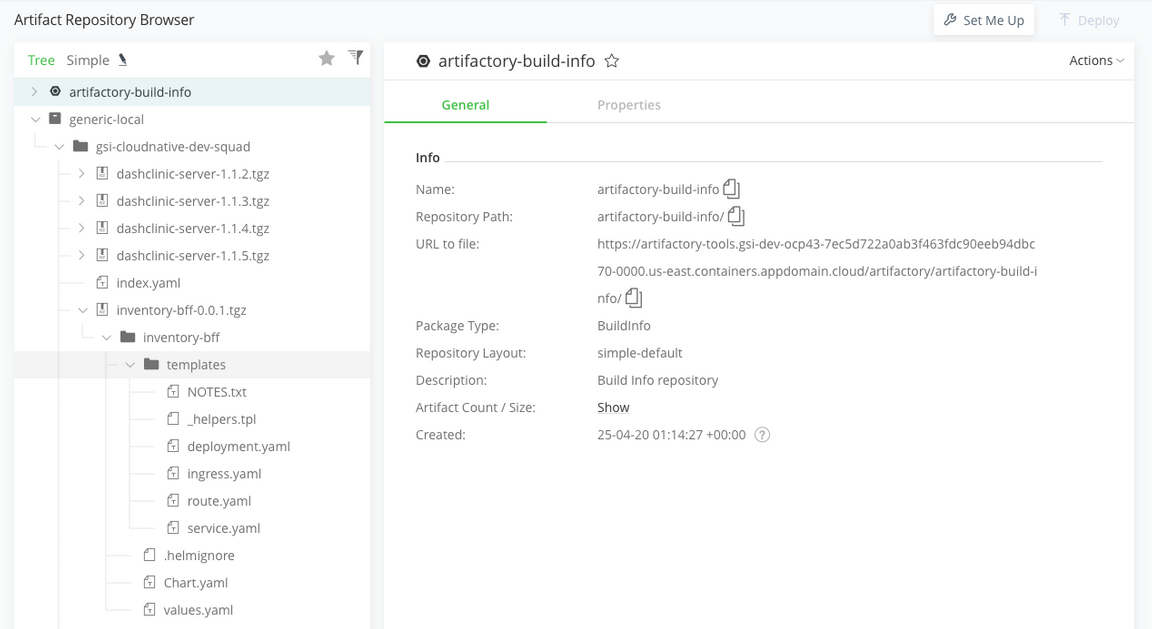 Artifact Repository Browser
Set Me Up
Deploy
Tree Simple
artifactory-build-info
generic-local
gsi-cloudnative-dev-squad
dashclinic-server-1.1.2.tgz
dashclinic-server-1.1.3.tgz
dashclinic-server-1.1.4.tgz
dashclinic-server-1.1.5.tgz
index.yaml
inventory-bff-0.0.1.tgz
inventory-bff
templates
NOTES.txt
_helpers.tpl
deployment.yaml
ingress.yaml
route.yaml
service.yaml
.helmignore
Chart.yaml
values.yaml
artifactory-build-info
Actions
General Properties
Info
Name: artifactory-build-info
Repository Path: artifactory-build-info/
URL to file: https://artifactory-tools.gsi-dev-ocp43-7ec5d722a0ab3f463fdc90eeb94dbc
70-0000.us-east.containers.appdomain.cloud/artifactory/artifactory-build-i
nfo/
Package Type: BuildInfo
Repository Layout: simple-default
Description: Build Info repository
Artifact Count / Size: Show
Created: 25-04-20 01:14:27 +00:00 ?